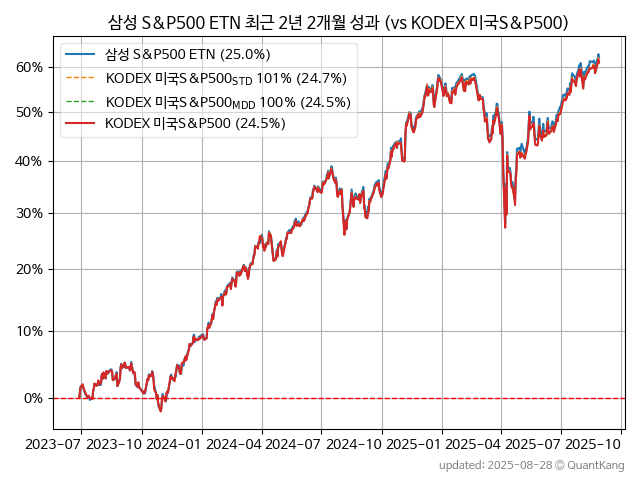 삼성 S&P500 ETN 최근 2년 2개월 성과 (vs KODEX 미국S&P500)
삼성 S&P500 ETN (25.0%)
KODEX 미국S&P500STD 101% (24.7%)
KODEX 미국S&P500MDD 100% (24.5%)
KODEX 미국S&P500 (24.5%)
60%
50%
40%
30%
20%
10%
0%
2023-07 2023-10 2024-01 2024-04 2024-07 2024-10 2025-01 2025-04 2025-07 2025-10
updated: 2025-08-28 © QuantKang